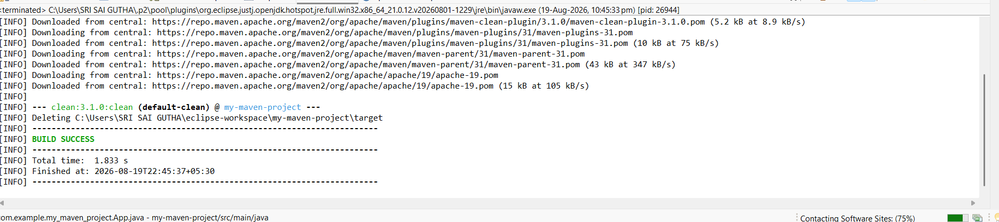 <terminated> C:\Users\SRI SAI GUTHA\.p2\pool\plugins\org.eclipse.justj.openjdk.hotspot.jre.full.win32.x86_64_21.0.12.v20260801-1229\jre\bin\javaw.exe (19-Aug-2026, 10:45:33 pm) [pid: 26944]
[INFO] Downloaded from central: https://repo.maven.apache.org/maven2/org/apache/maven/plugins/maven-clean-plugin/3.1.0/maven-clean-plugin-3.1.0.pom (5.2 kB at 8.9 kB/s)
[INFO] Downloading from central: https://repo.maven.apache.org/maven2/org/apache/maven/plugins/maven-plugins/31/maven-plugins-31.pom
[INFO] Downloaded from central: https://repo.maven.apache.org/maven2/org/apache/maven/plugins/maven-plugins/31/maven-plugins-31.pom (10 kB at 75 kB/s)
[INFO] Downloading from central: https://repo.maven.apache.org/maven2/org/apache/maven/maven-parent/31/maven-parent-31.pom
[INFO] Downloaded from central: https://repo.maven.apache.org/maven2/org/apache/maven/maven-parent/31/maven-parent-31.pom (43 kB at 347 kB/s)
[INFO] Downloading from central: https://repo.maven.apache.org/maven2/org/apache/apache/19/apache-19.pom
[INFO] Downloaded from central: https://repo.maven.apache.org/maven2/org/apache/apache/19/apache-19.pom (15 kB at 105 kB/s)
[INFO]
[INFO] --- clean:3.1.0:clean (default-clean) @ my-maven-project ---
[INFO] Deleting C:\Users\SRI SAI GUTHA\eclipse-workspace\my-maven-project\target
[INFO] ------------------------------------------------------------------------
[INFO] BUILD SUCCESS
[INFO] ------------------------------------------------------------------------
[INFO] Total time:  1.833 s
[INFO] Finished at: 2026-08-19T22:45:37+05:30
[INFO] ------------------------------------------------------------------------
com.example.my_maven_project.App.java - my-maven-project/src/main/java
Contacting Software Sites: (75%)